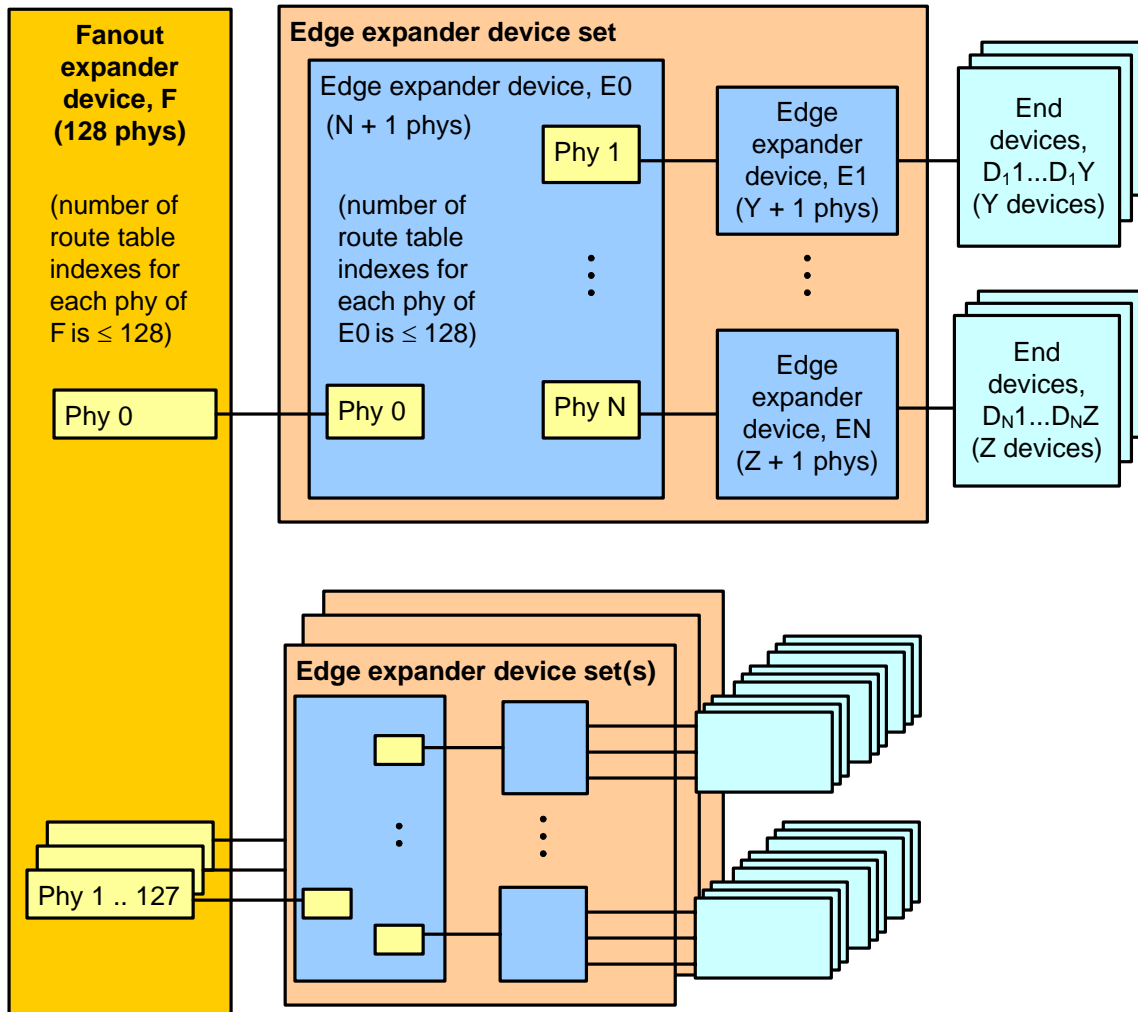 Fanout
expander
device, F
(128 phys)
(number of
route table
indexes for
each phy of
F is ≤ 128)
Phy 0
Phy 1 .. 127
Edge expander device set
Edge expander device, E0
(N + 1 phys)
(number of
route table
indexes for
each phy of
E0 is ≤ 128)
Phy 0
Phy 1
Phy N
Edge
expander
device, E1
(Y + 1 phys)
Edge
expander
device, EN
(Z + 1 phys)
End
devices,
D₁1...D₁Y
(Y devices)
End
devices,
D_N1...D_NZ
(Z devices)
Edge expander device set(s)